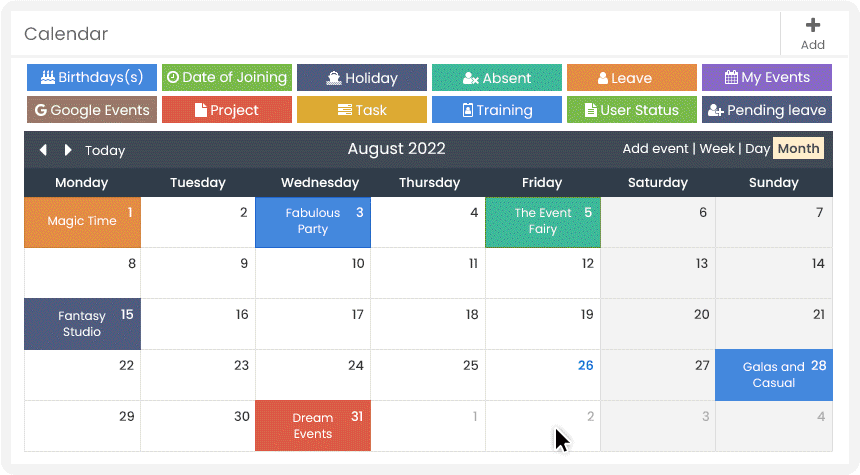 Calendar
Add
Birthdays(s) Date of Joining Holiday Absent Leave My Events
Google Events Project Task Training User Status Pending leave
Today August 2022 Add event | Week | Day Month
Monday Tuesday Wednesday Thursday Friday Saturday Sunday
Magic Time 1 2 Fabulous 3 4 The Event 5 6 7
Party Fairy
8 9 10 11 12 13 14
Fantasy 15 16 17 18 19 20 21
Studio
22 23 24 25 26 27 Galas and 28
Casual
29 30 Dream 31 1 2 3 4
Events